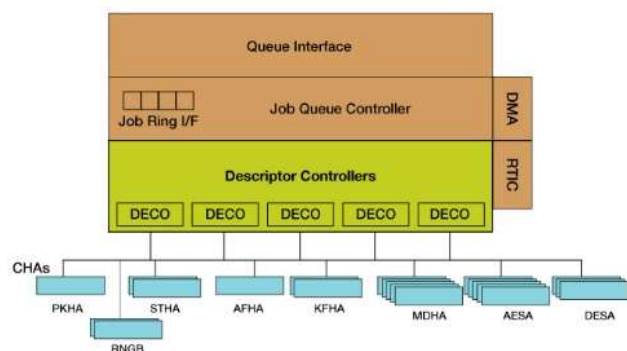 Queue Interface
Job Queue Controller
Job Ring I/F
DMA
RTIC
Descriptor Controllers
DECO DECO DECO DECO DECO
CHAs
PKHA STHA AFHA KFHA MDHA AESA DESA
RNGB